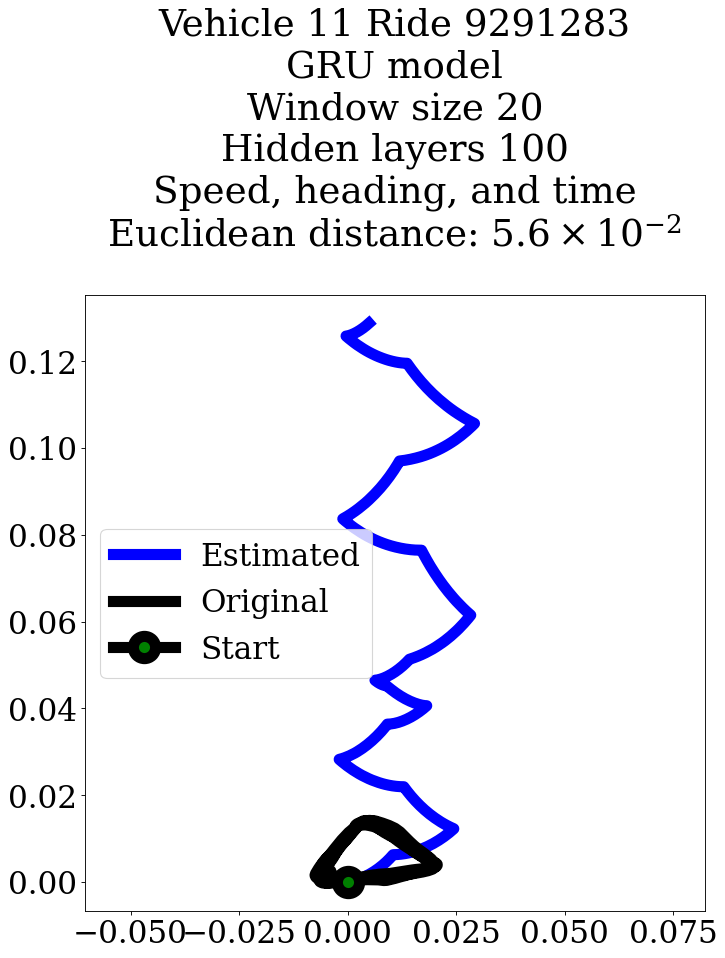 Vehicle 11 Ride 9291283
GRU model
Window size 20
Hidden layers 100
Speed, heading, and time
Euclidean distance: 5.6 × 10⁻²
0.12
0.10
0.08
0.06
0.04
0.02
0.00
Estimated
Original
Start
−0.050 −0.025 0.000 0.025 0.050 0.075